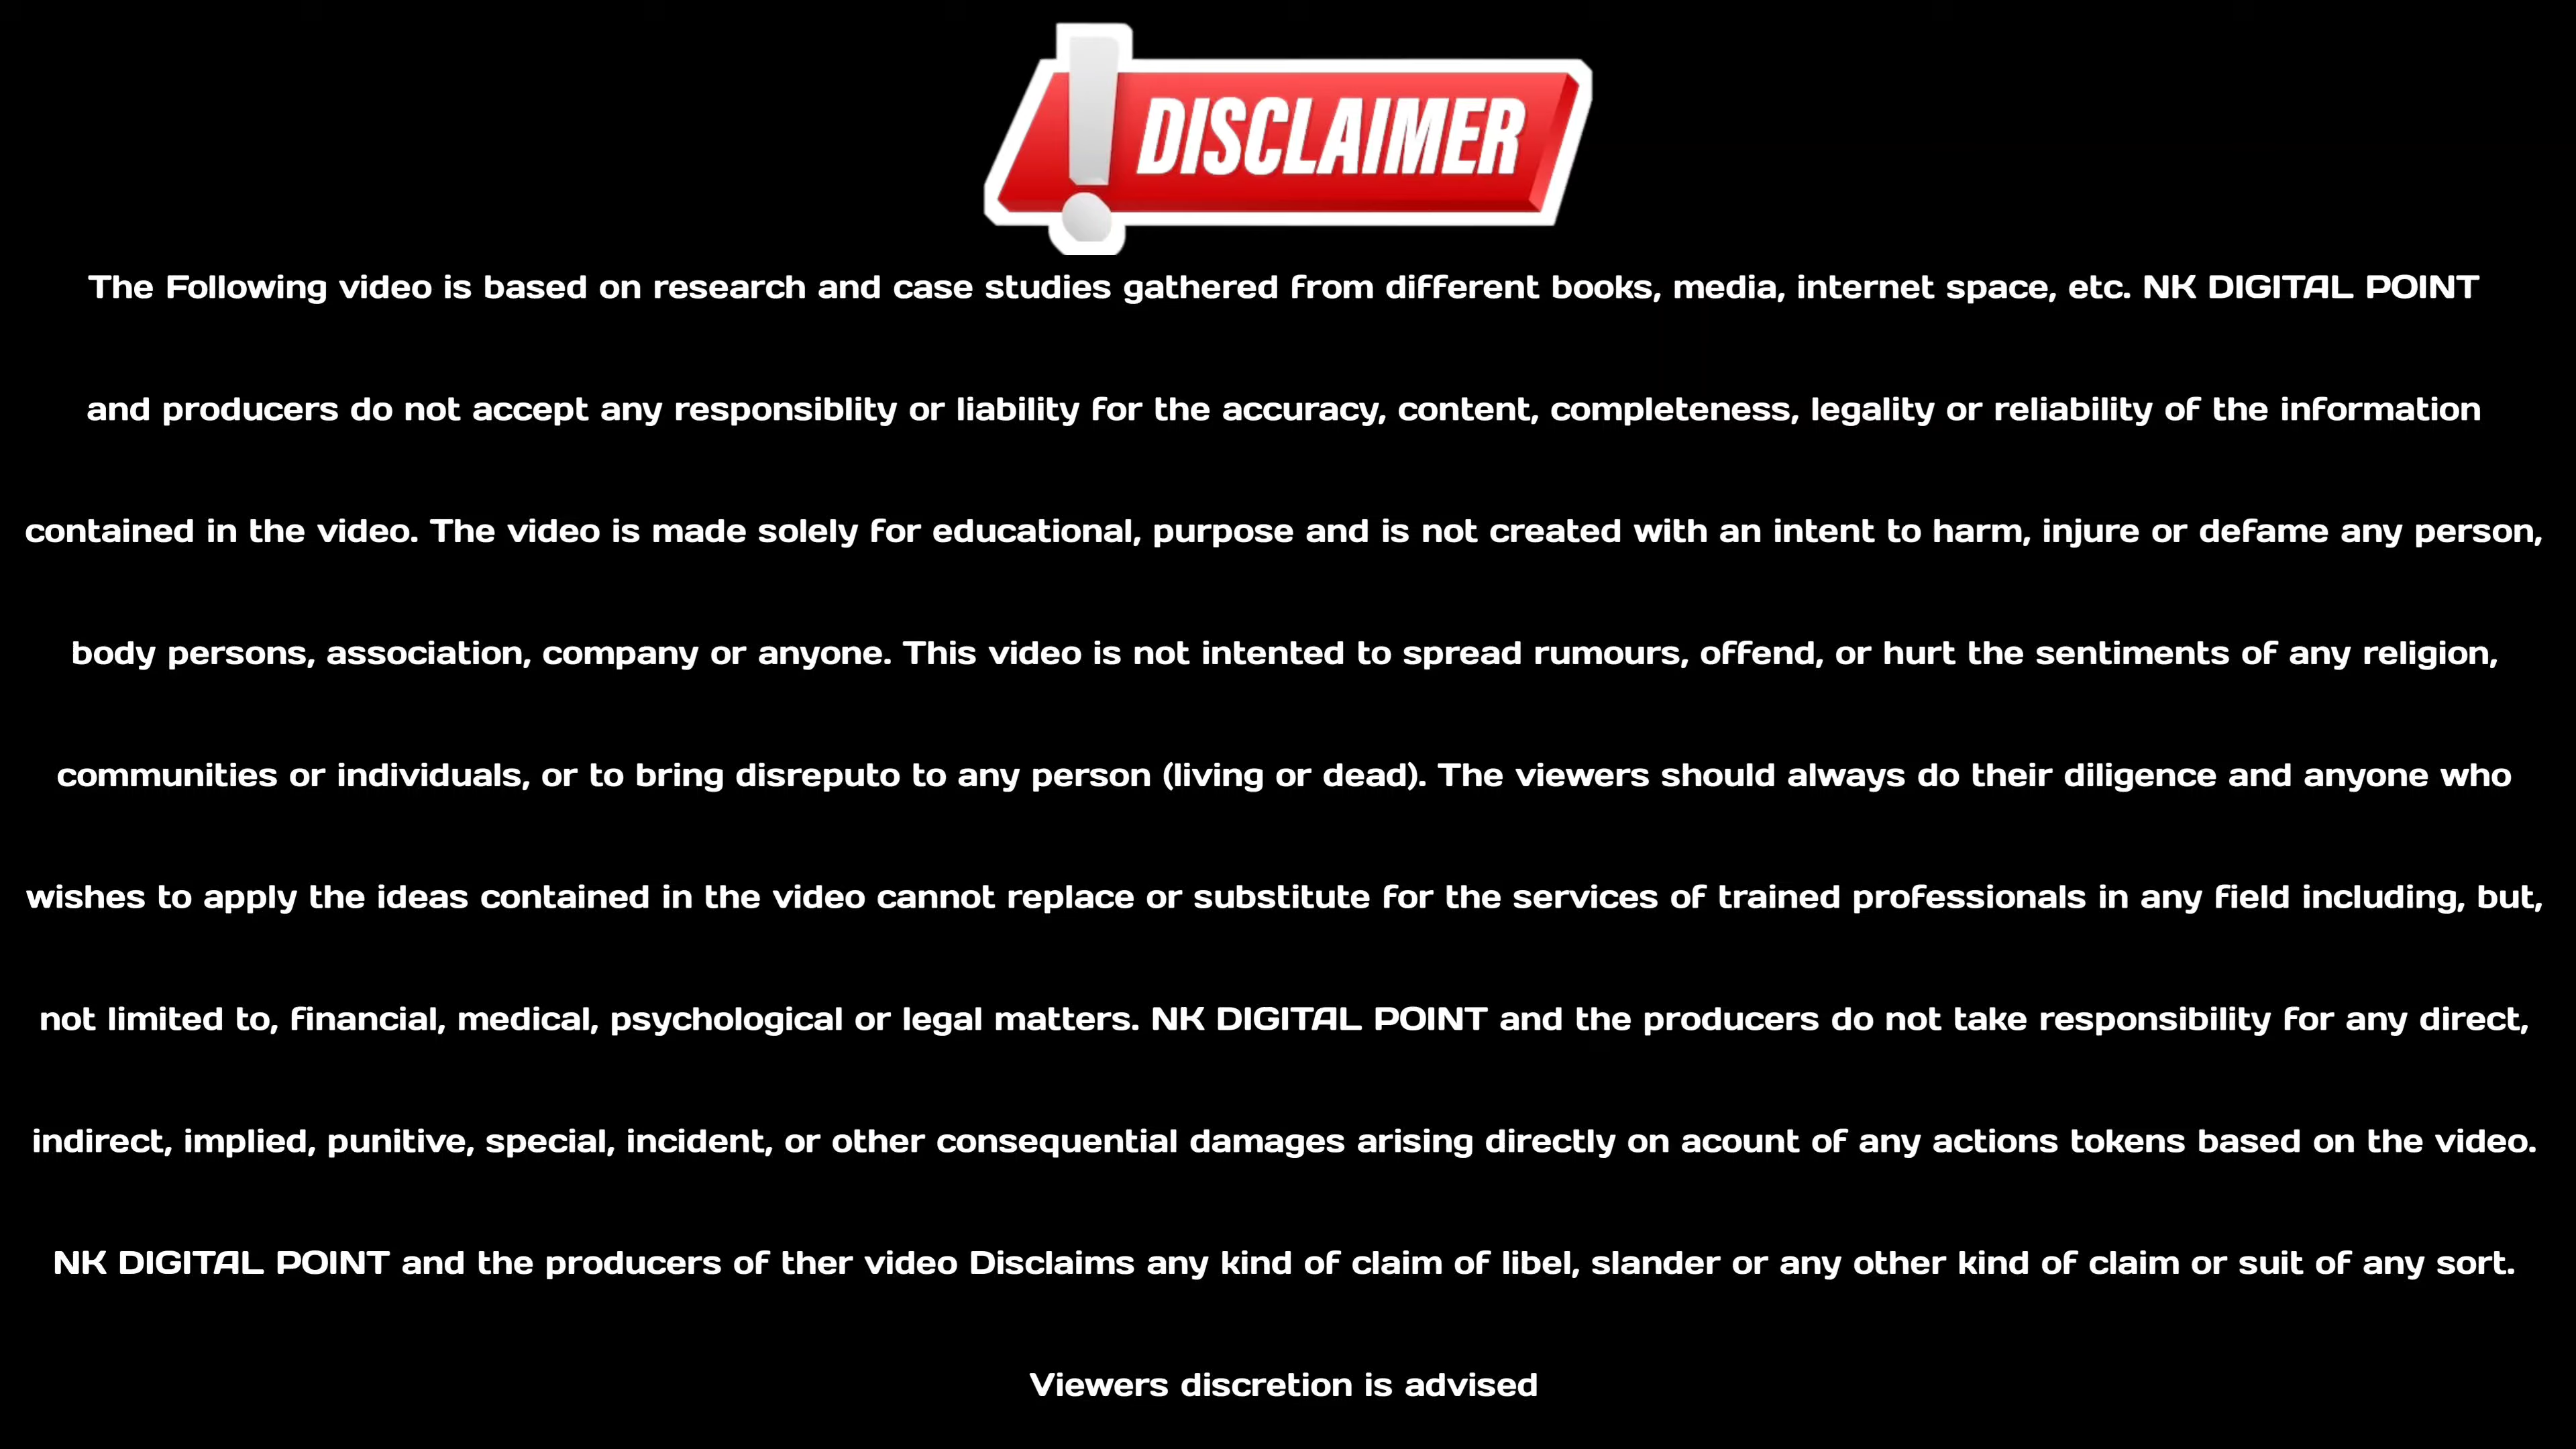 DISCLAIMER
The Following video is based on research and case studies gathered from different books, media, internet space, etc. NK DIGITAL POINT
and producers do not accept any responsiblity or liability for the accuracy, content, completeness, legality or reliability of the information
contained in the video. The video is made solely for educational, purpose and is not created with an intent to harm, injure or defame any person,
body persons, association, company or anyone. This video is not intented to spread rumours, offend, or hurt the sentiments of any religion,
communities or individuals, or to bring disreputo to any person (living or dead). The viewers should always do their diligence and anyone who
wishes to apply the ideas contained in the video cannot replace or substitute for the services of trained professionals in any field including, but,
not limited to, financial, medical, psychological or legal matters. NK DIGITAL POINT and the producers do not take responsibility for any direct,
indirect, implied, punitive, special, incident, or other consequential damages arising directly on acount of any actions tokens based on the video.
NK DIGITAL POINT and the producers of ther video Disclaims any kind of claim of libel, slander or any other kind of claim or suit of any sort.
Viewers discretion is advised